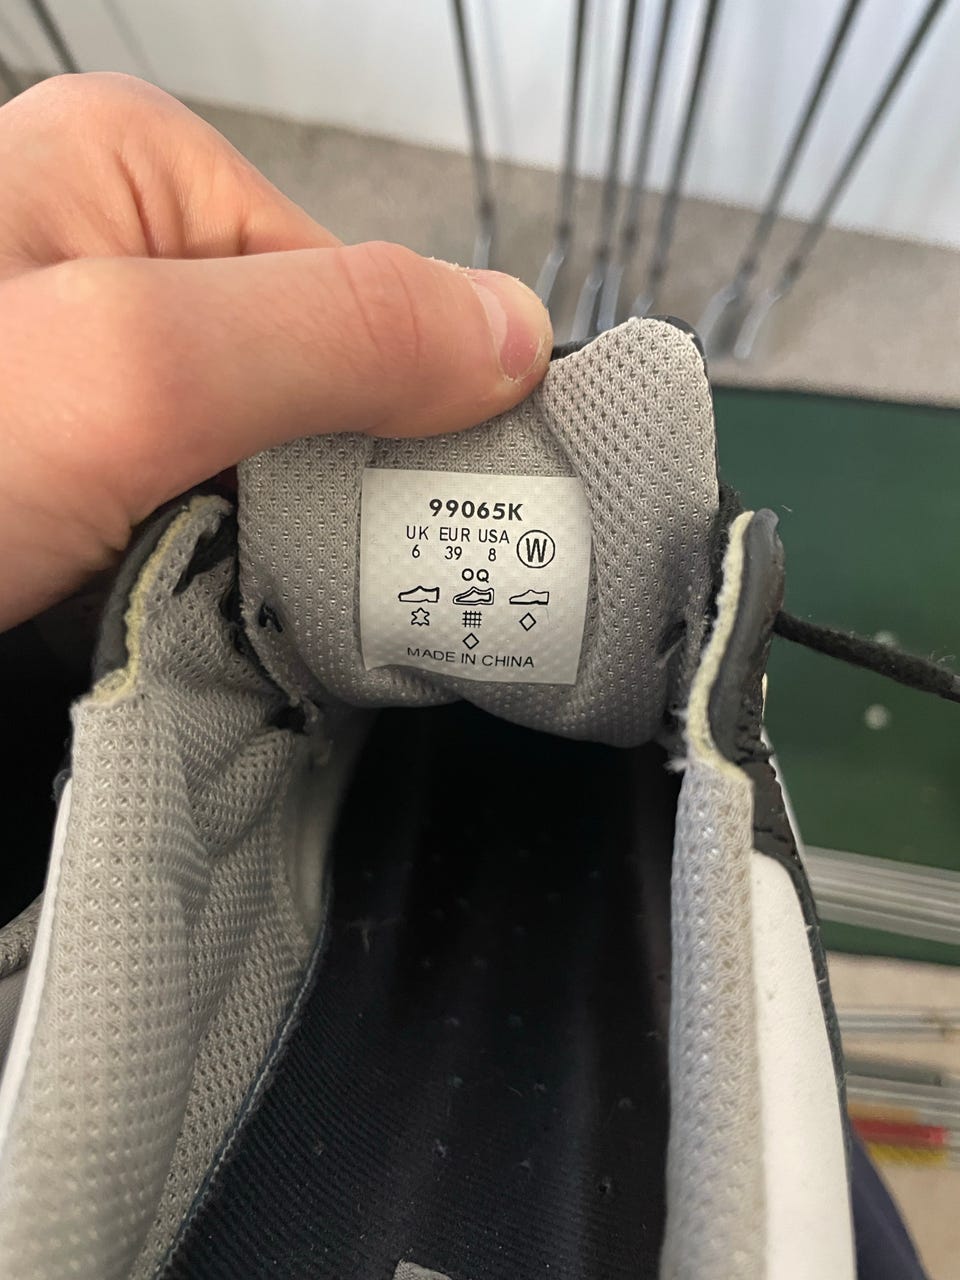 99065K
UK EUR USA
6 39 8 W
OQ
MADE IN CHINA